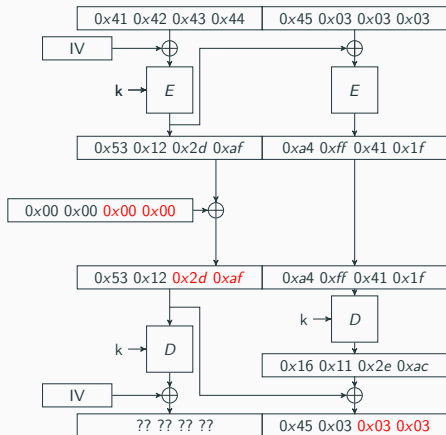 0x41 0x42 0x43 0x44 0x45 0x03 0x03 0x03
IV
k E E
0x53 0x12 0x2d 0xaf 0xa4 0xff 0x41 0x1f
0x00 0x00 0x00 0x00
0x53 0x12 0x2d 0xaf 0xa4 0xff 0x41 0x1f
k D
k D
0x16 0x11 0x2e 0xac
IV
?? ?? ?? ?? 0x45 0x03 0x03 0x03